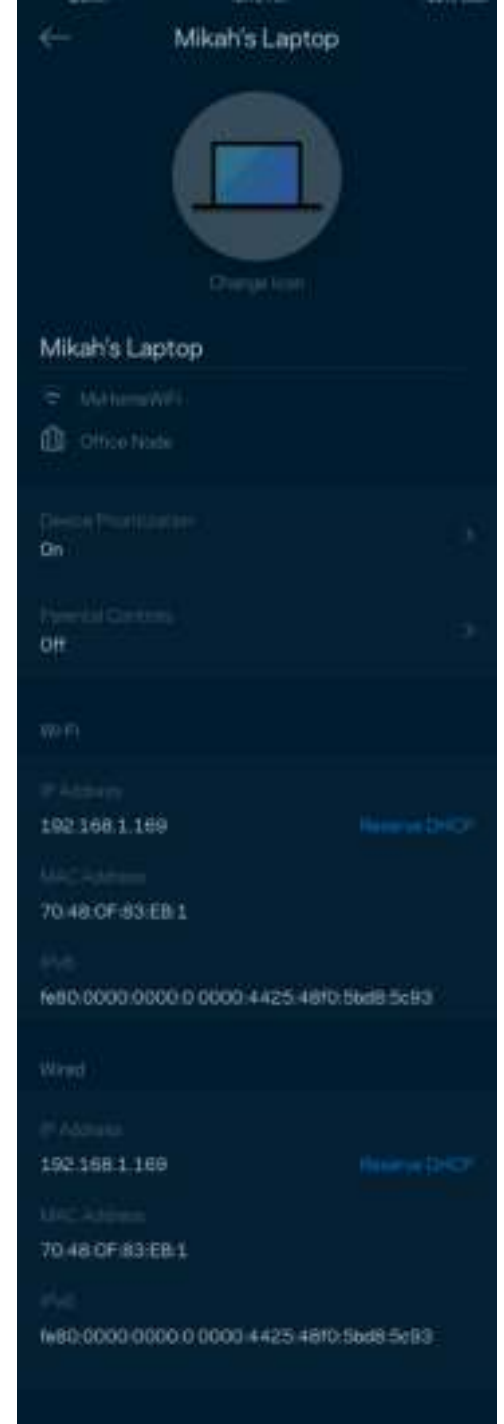 Mikah's Laptop
Change Icon
Mikah's Laptop
MyHomeWiFi
Office Node
Device Prioritization
On
Parental Controls
Off
Wi-Fi
IP Address
192.168.1.169
Reserve DHCP
MAC Address
70:48:0F:83:EB:1
IPv6
fe80:0000:0000:0:0000:4425:48f0:5bd8:5c93
Wired
IP Address
192.168.1.169
Reserve DHCP
MAC Address
70:48:0F:83:EB:1
IPv6
fe80:0000:0000:0:0000:4425:48f0:5bd8:5c93